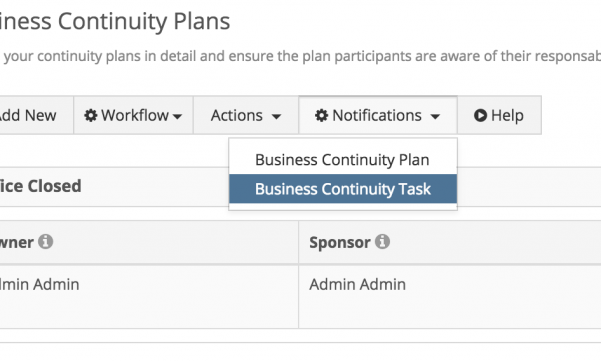 iness Continuity Plans
your continuity plans in detail and ensure the plan participants are aware of their responsab
Add New Workflow Actions Notifications Help
Business Continuity Plan
Business Continuity Task
ice Closed
wner Sponsor
dmin Admin Admin Admin